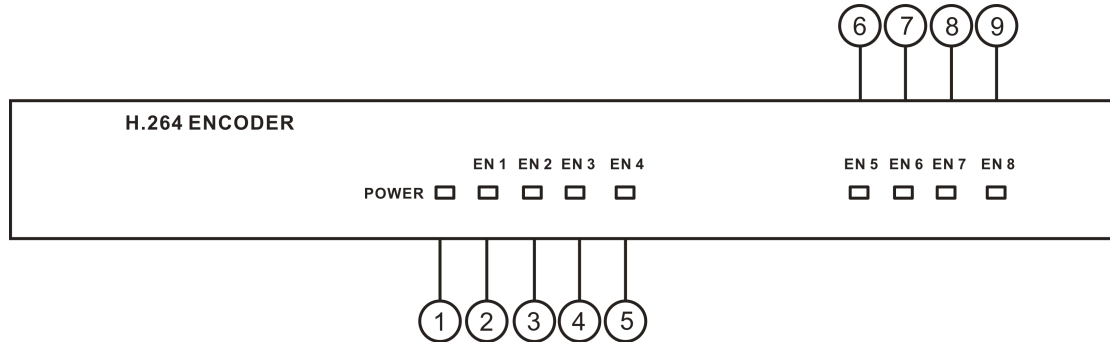 6 7 8 9
H.264 ENCODER
EN 1 EN 2 EN 3 EN 4 EN 5 EN 6 EN 7 EN 8
POWER
1 2 3 4 5